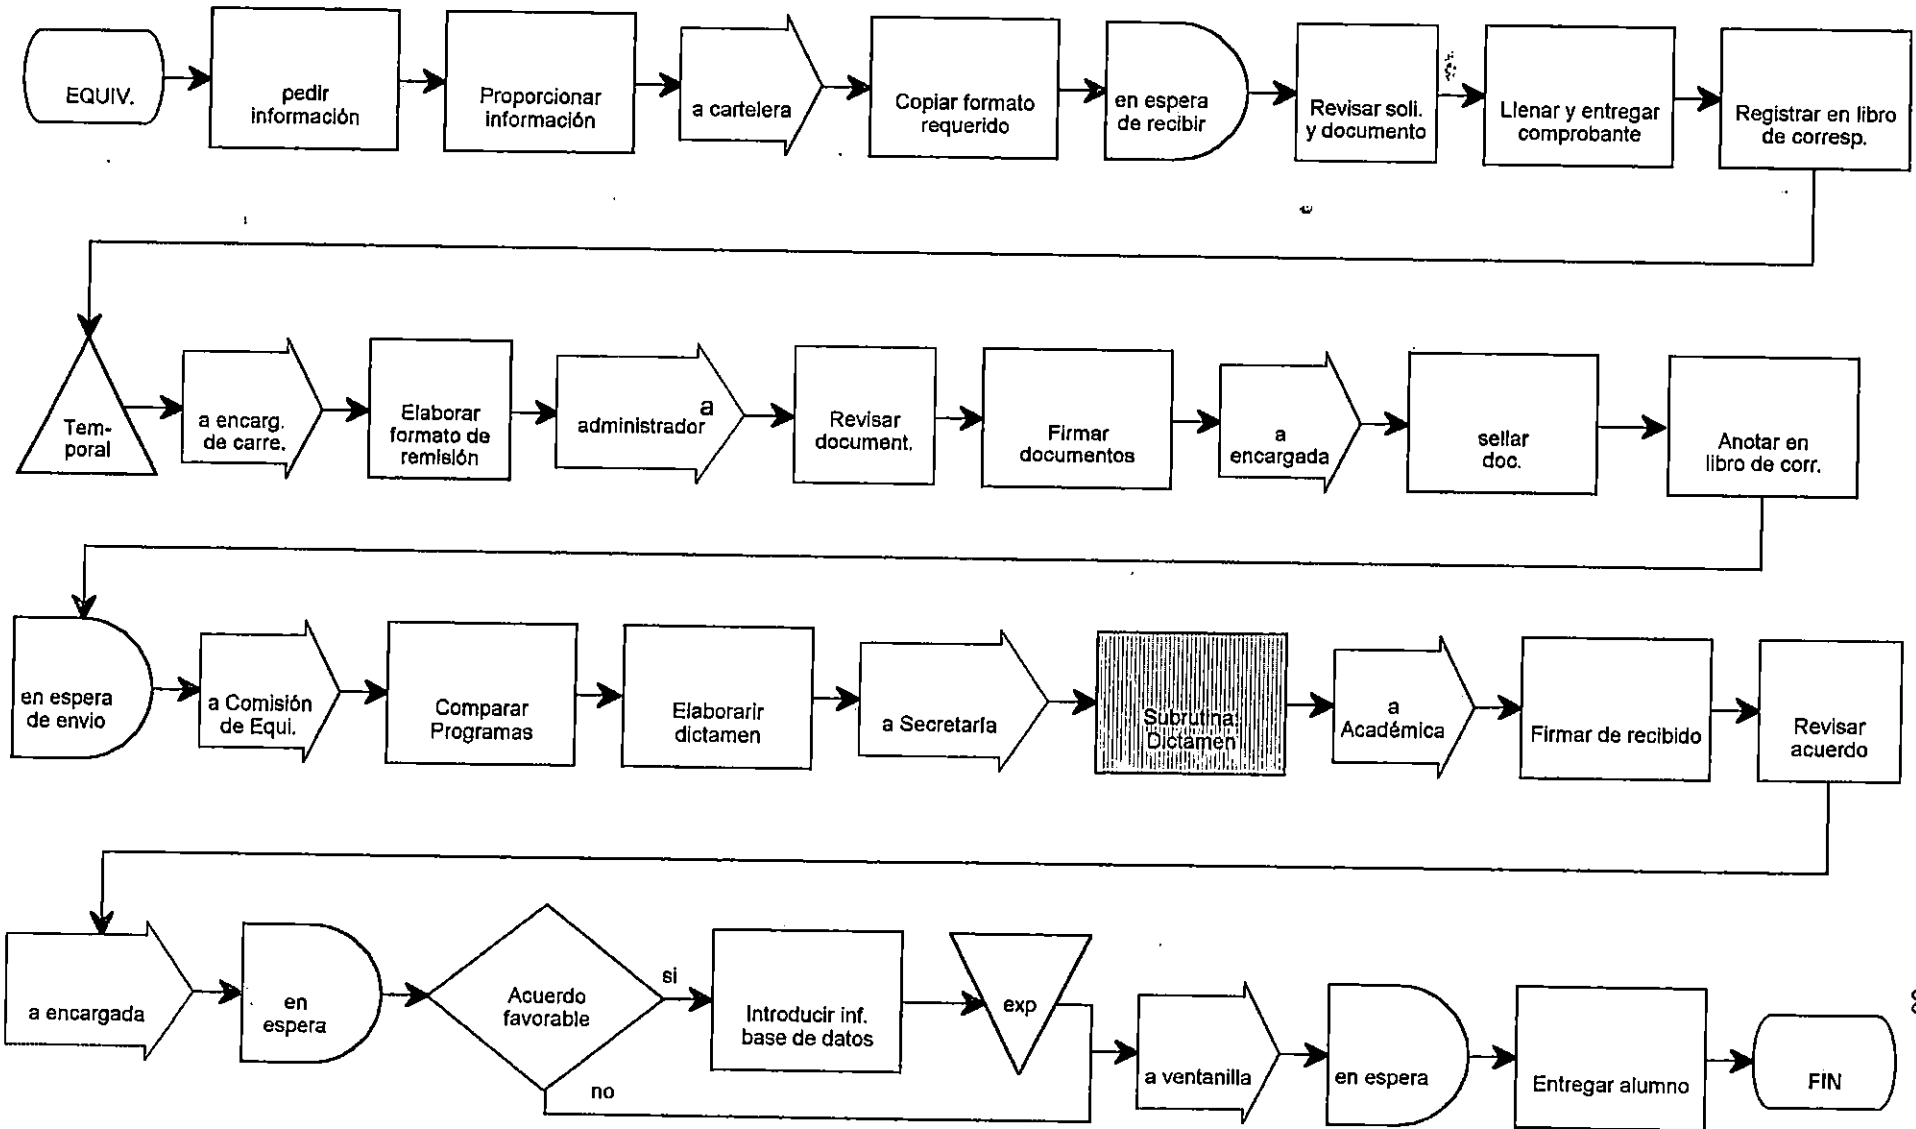 EQUIV.
pedir
información
Proporcionar
información
a cartelera
Copiar formato
requerido
en espera
de recibir
Revisar soli.
y documento
Llenar y entregar
comprobante
Registrar en libro
de corresp.
Tem-
poral
a encarg.
de carre.
Elaborar
formato de
remisión
a
administrador
Revisar
document.
Firmar
documentos
a
encargada
sellar
doc.
Anotar en
libro de corr.
en espera
de envio
a Comisión
de Equi.
Comparar
Programas
Elaborarir
dictamen
a Secretaría
Subrutina:
Dictamen
a
Académica
Firmar de recibido
Revisar
acuerdo
a encargada
en
espera
Acuerdo
favorable
si
no
Introducir inf.
base de datos
exp
a ventanilla
en espera
Entregar alumno
FIN